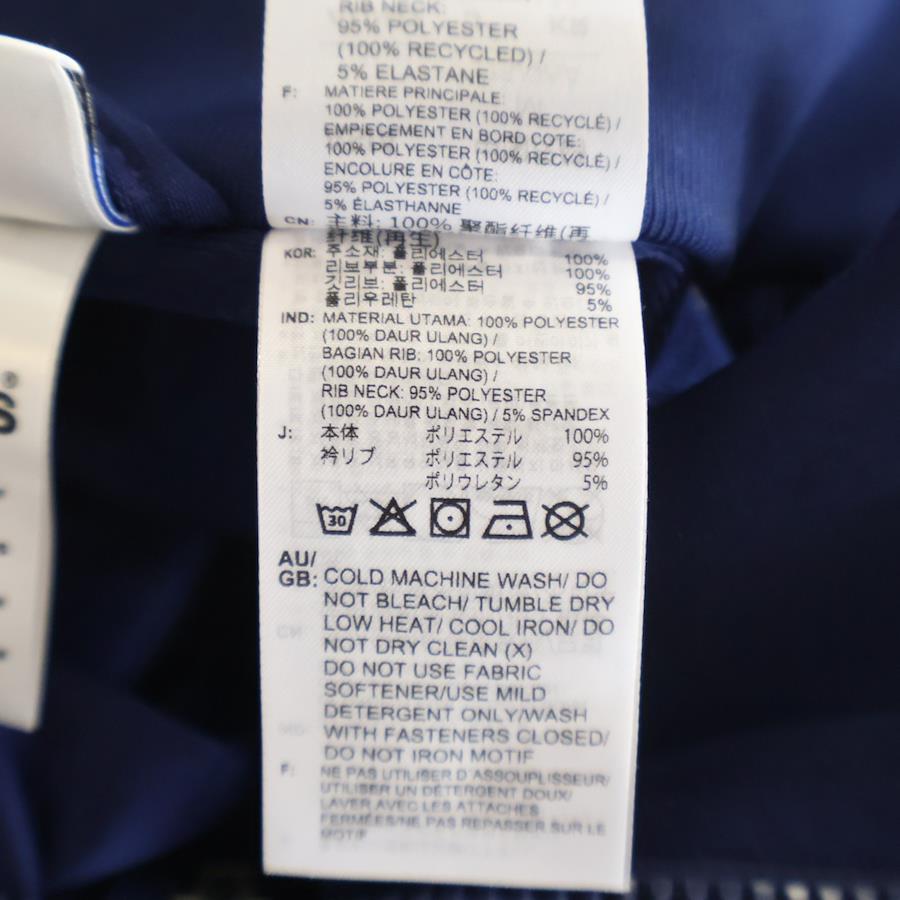 RIB NECK:
95% POLYESTER
(100% RECYCLED) /
5% ELASTANE
F: MATIERE PRINCIPALE:
100% POLYESTER (100% RECYCLÉ) /
EMPIECEMENT EN BORD COTE:
100% POLYESTER (100% RECYCLÉ) /
ENCOLURE EN CÔTE:
95% POLYESTER (100% RECYCLÉ) /
5% ÉLASTHANNE
CN: 主料: 100% 聚酯纤维(再
纤维(再生)
KOR: 주소재: 폴리에스터 100%
리브부분: 폴리에스터 100%
깃리브: 폴리에스터 95%
폴리우레탄 5%
IND: MATERIAL UTAMA: 100% POLYESTER
(100% DAUR ULANG) /
BAGIAN RIB: 100% POLYESTER
(100% DAUR ULANG) /
RIB NECK: 95% POLYESTER
(100% DAUR ULANG) / 5% SPANDEX
J: 本体 ポリエステル 100%
衿リブ ポリエステル 95%
ポリウレタン 5%
30
AU/
GB: COLD MACHINE WASH/ DO
NOT BLEACH/ TUMBLE DRY
LOW HEAT/ COOL IRON/ DO
NOT DRY CLEAN (X)
DO NOT USE FABRIC
SOFTENER/USE MILD
DETERGENT ONLY/WASH
WITH FASTENERS CLOSED/
DO NOT IRON MOTIF
F: NE PAS UTILISER D'ASSOUPLISSEUR/
UTILISER UN DÉTERGENT DOUX/
LAVER AVEC LES ATTACHES
FERMÉES/NE PAS REPASSER SUR LE
MOTIF